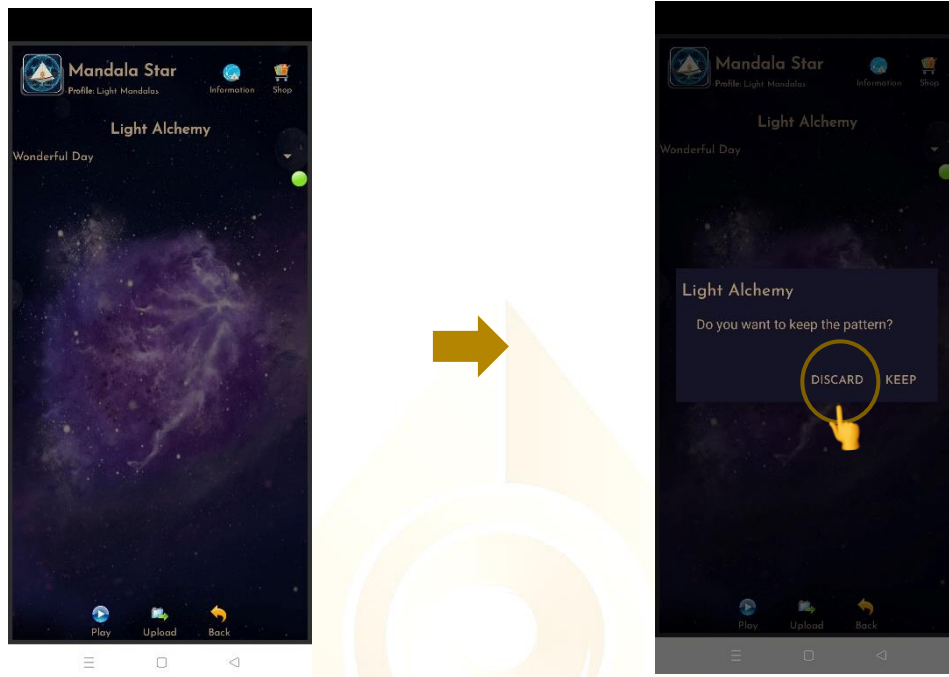 Mandala Star
Profile: Light Mandalas
Information
Shop
Light Alchemy
Wonderful Day
Play
Upload
Back
Mandala Star
Profile: Light Mandalas
Information
Shop
Light Alchemy
Wonderful Day
Light Alchemy
Do you want to keep the pattern?
DISCARD KEEP
Play
Upload
Back